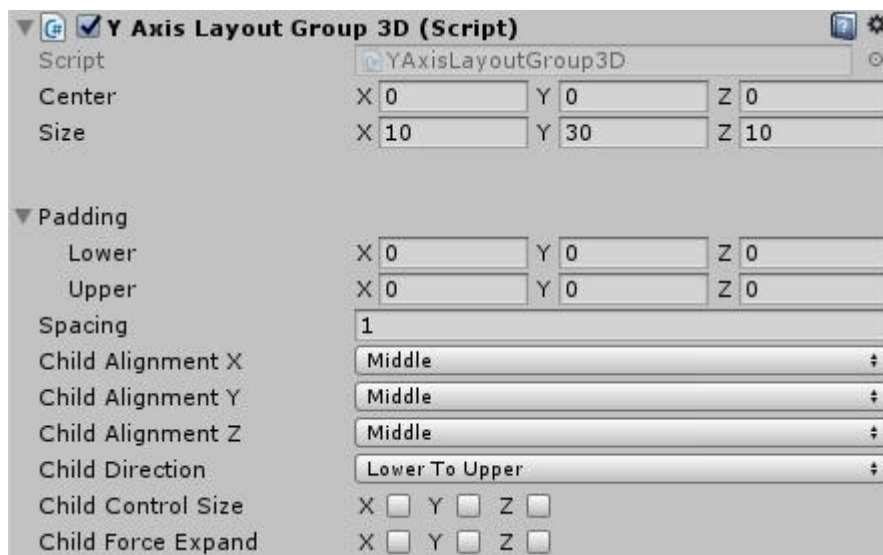 Y Axis Layout Group 3D (Script)
Script YAxisLayoutGroup3D
Center X 0 Y 0 Z 0
Size X 10 Y 30 Z 10
Padding
Lower X 0 Y 0 Z 0
Upper X 0 Y 0 Z 0
Spacing 1
Child Alignment X Middle
Child Alignment Y Middle
Child Alignment Z Middle
Child Direction Lower To Upper
Child Control Size X Y Z
Child Force Expand X Y Z